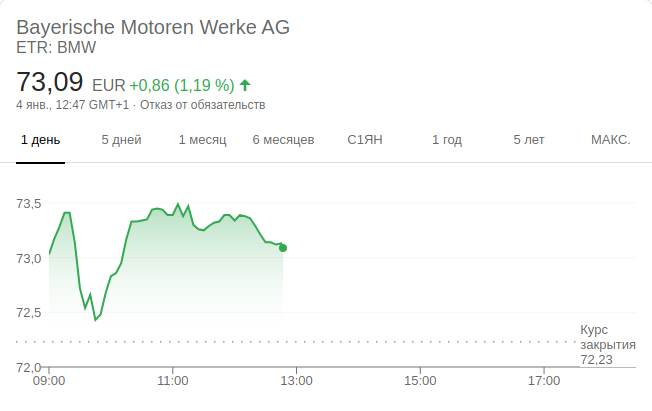 Bayerische Motoren Werke AG
ETR: BMW
73,09 EUR +0,86 (1,19 %)
4 янв., 12:47 GMT+1 · Отказ от обязательств
1 день 5 дней 1 месяц 6 месяцев С1ЯН 1 год 5 лет МАКС.
73,5
73,0
72,5
Курс
закрытия
72,23
72,0
09:00 11:00 13:00 15:00 17:00